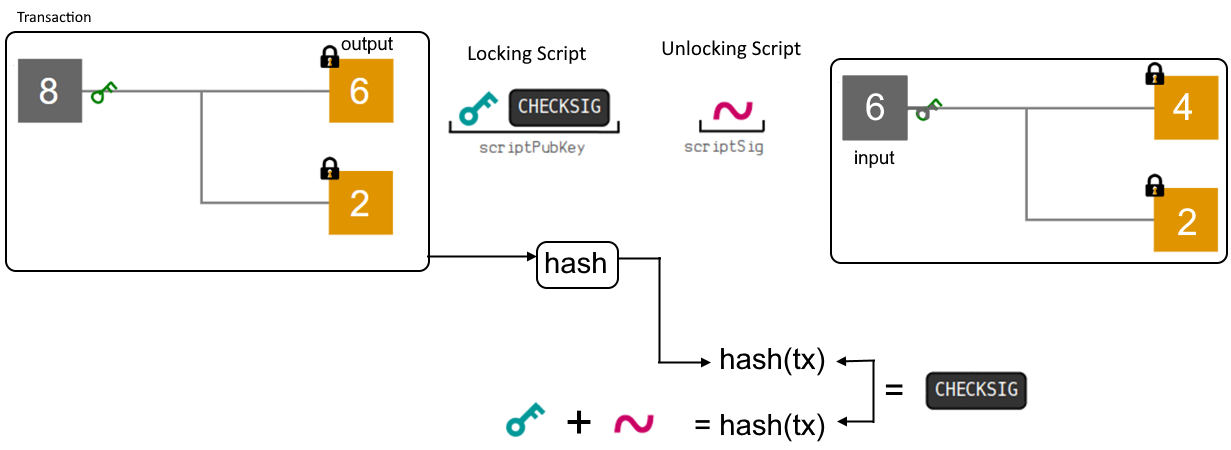 Transaction
8
output
6
2
Locking Script
CHECKSIG
scriptPubKey
Unlocking Script
scriptSig
6
input
4
2
hash
hash(tx)
+ = hash(tx)
= CHECKSIG